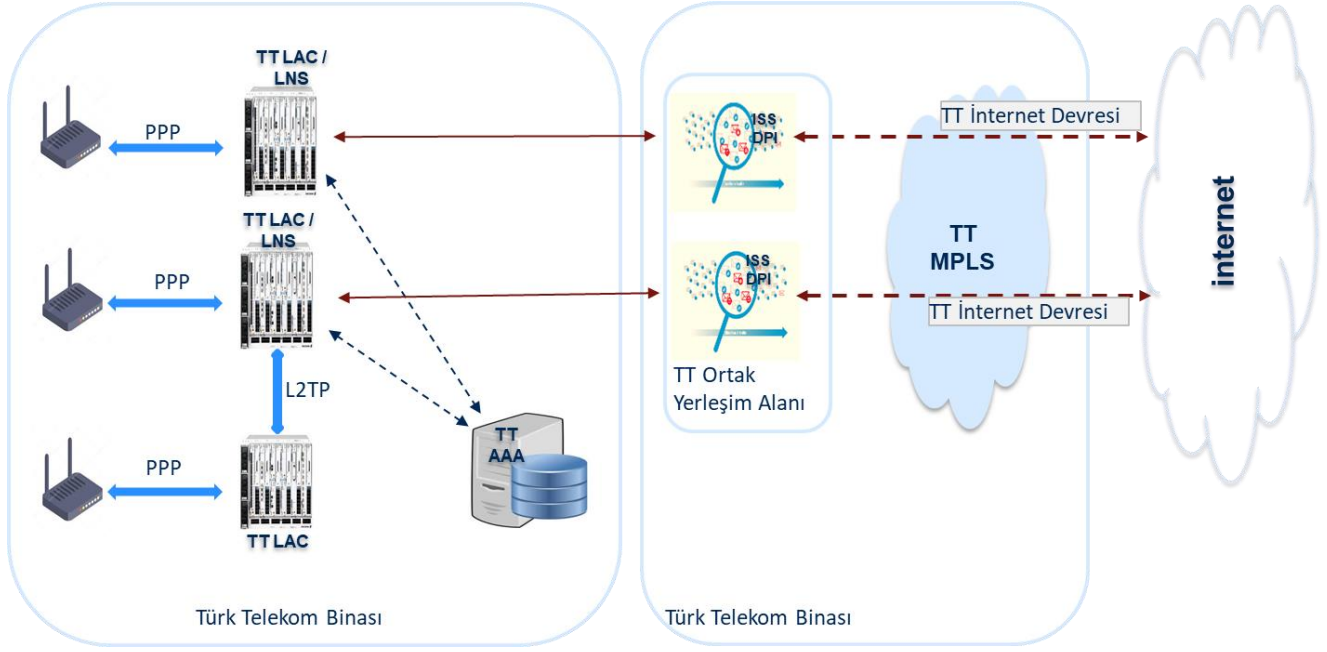 TT LAC /
LNS
PPP
ISS
DPI
TT İnternet Devresi
internet
TT LAC /
LNS
PPP
ISS
DPI
TT
MPLS
TT İnternet Devresi
TT Ortak
Yerleşim Alanı
L2TP
TT
AAA
PPP
TT LAC
Türk Telekom Binası
Türk Telekom Binası